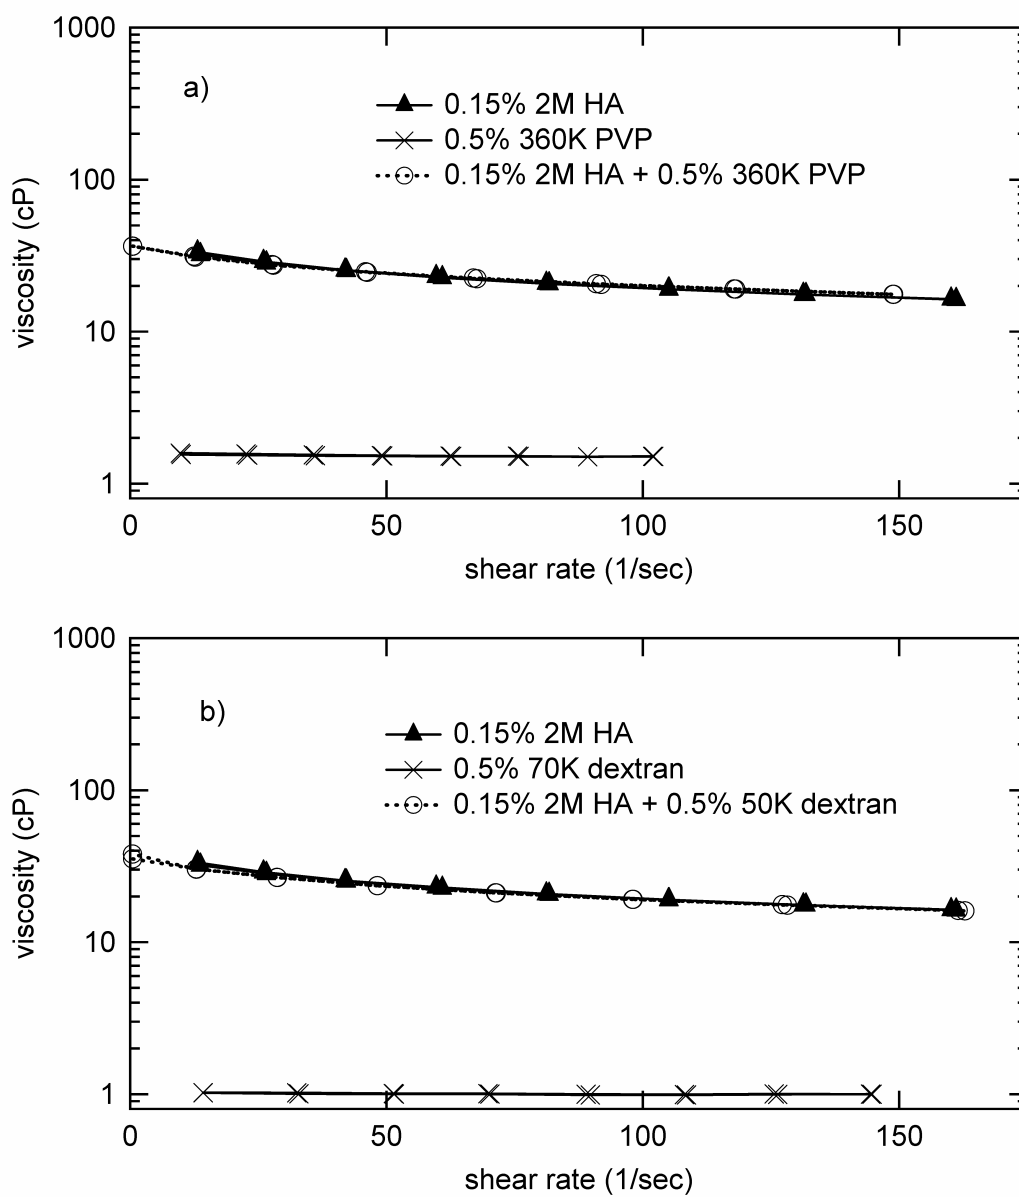 1000
a)
0.15% 2M HA
0.5% 360K PVP
0.15% 2M HA + 0.5% 360K PVP
100
10
1
viscosity (cP)
0 50 100 150
shear rate (1/sec)
1000
b)
0.15% 2M HA
0.5% 70K dextran
0.15% 2M HA + 0.5% 50K dextran
100
10
1
viscosity (cP)
0 50 100 150
shear rate (1/sec)